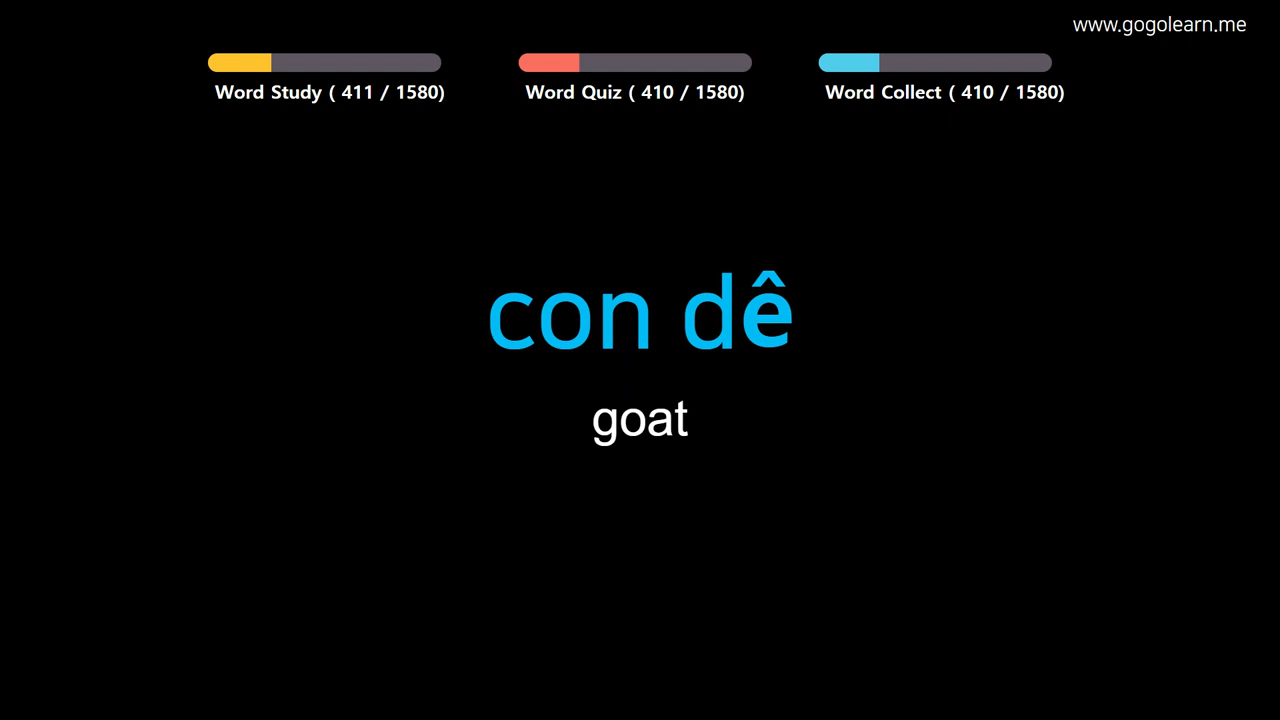 www.gogolearn.me
Word Study ( 411 / 1580)
Word Quiz ( 410 / 1580)
Word Collect ( 410 / 1580)
con dê
goat